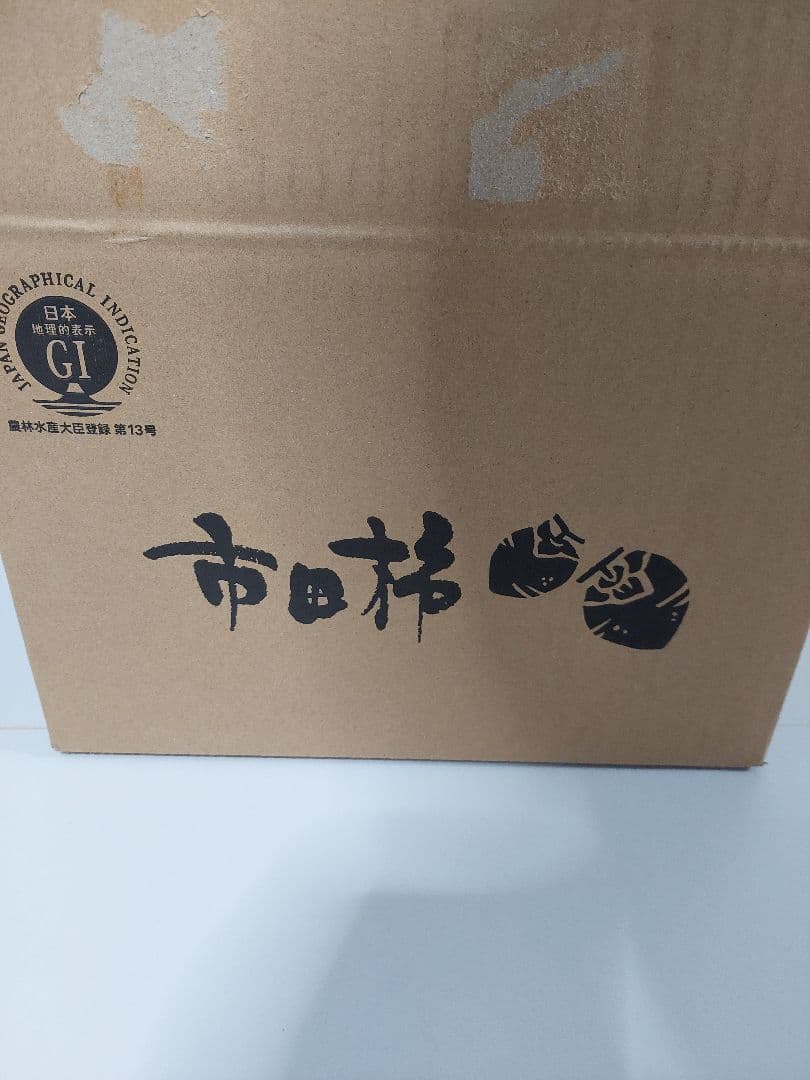 JAPAN GEOGRAPHICAL INDICATION
日本
地理的表示
GI
農林水産大臣登録 第13号
市田柿